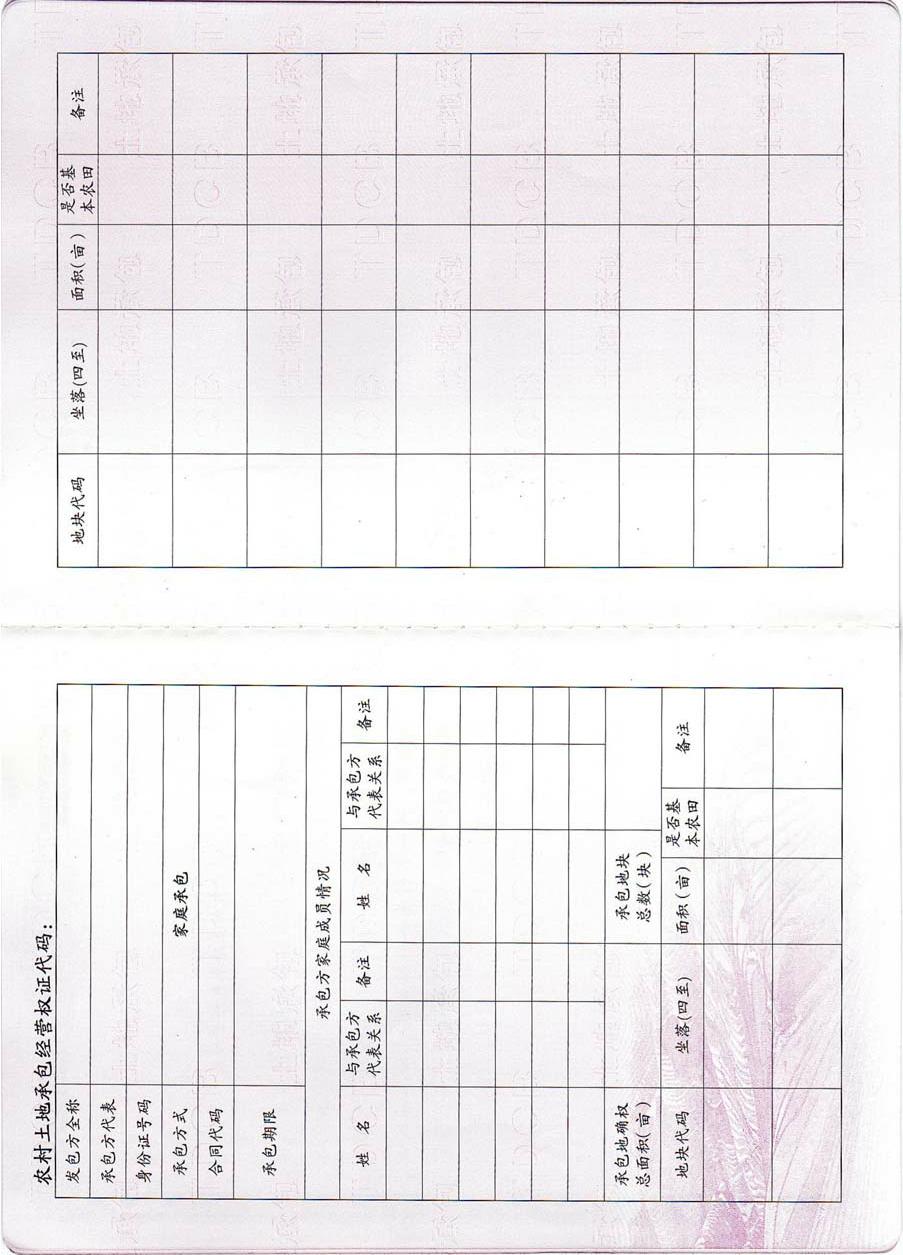 农村土地承包经营权证代码：
发包方全称
承包方代表
身份证号码
承包方式 家庭承包
合同代码
承包期限
承包方家庭成员情况
姓 名 与承包方代表关系 备注 姓 名 与承包方代表关系 备注
承包地确权总面积(亩) 承包地块总数(块)
地块代码 坐落(四至) 面积(亩) 是否基本农田 备注
地块代码 坐落(四至) 面积(亩) 是否基本农田 备注
土地承包
TDCB